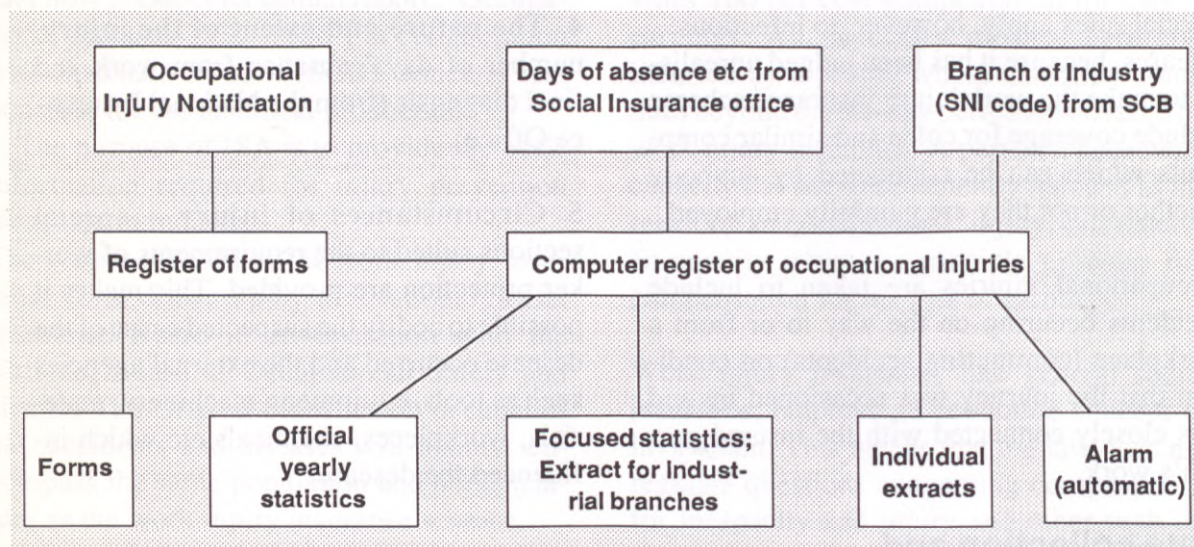 Occupational
Injury Notification
Days of absence etc from
Social Insurance office
Branch of Industry
(SNI code) from SCB
Register of forms
Computer register of occupational injuries
Forms
Official
yearly
statistics
Focused statistics;
Extract for indust-
rial branches
Individual
extracts
Alarm
(automatic)